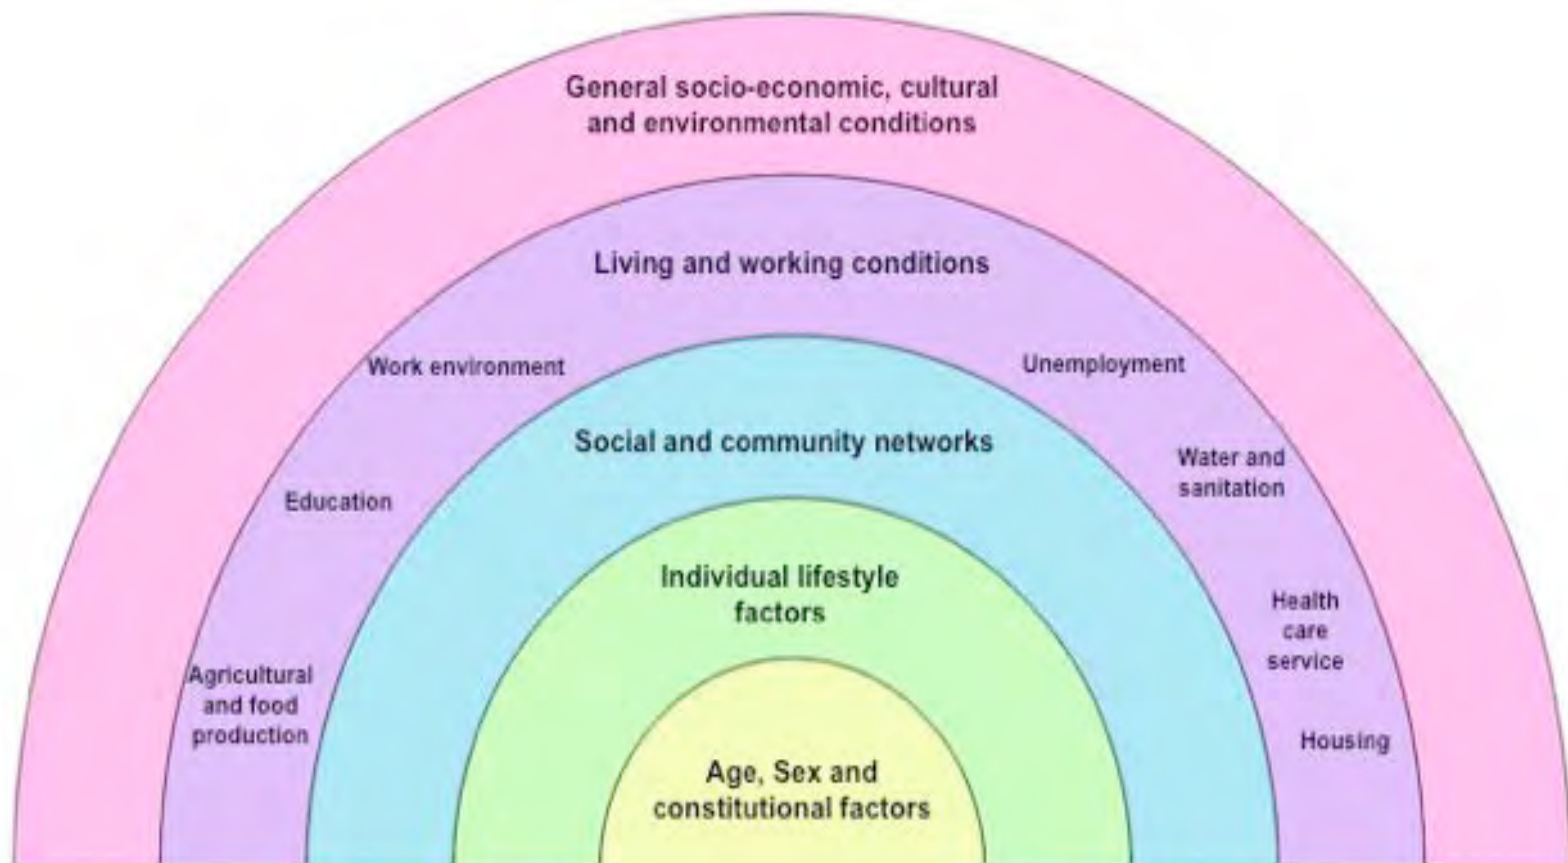 General socio-economic, cultural
and environmental conditions
Living and working conditions
Work environment
Unemployment
Social and community networks
Water and
sanitation
Education
Individual lifestyle
factors
Health
care
service
Agricultural
and food
production
Housing
Age, Sex and
constitutional factors